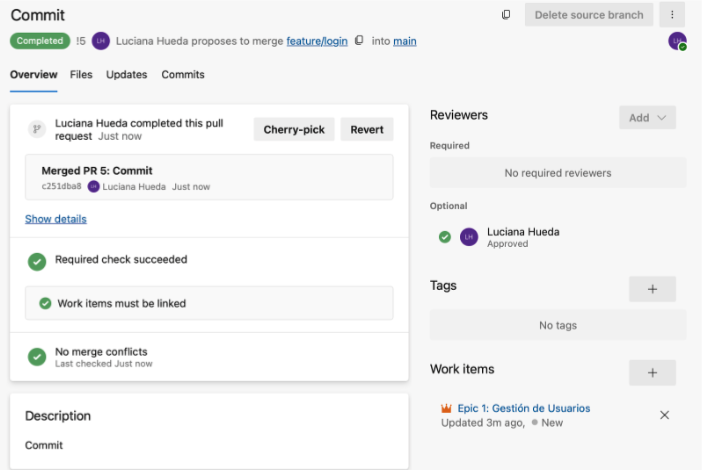 Commit
Delete source branch
Completed !5 LH Luciana Hueda proposes to merge feature/login into main
LH
Overview Files Updates Commits
Luciana Hueda completed this pull
request Just now
Cherry-pick
Revert
Merged PR 5: Commit
c251dba8 LH Luciana Hueda Just now
Show details
Required check succeeded
Work items must be linked
No merge conflicts
Last checked Just now
Description
Commit
Reviewers
Add
Required
No required reviewers
Optional
LH Luciana Hueda
Approved
Tags
No tags
Work items
Epic 1: Gestión de Usuarios
Updated 3m ago, New